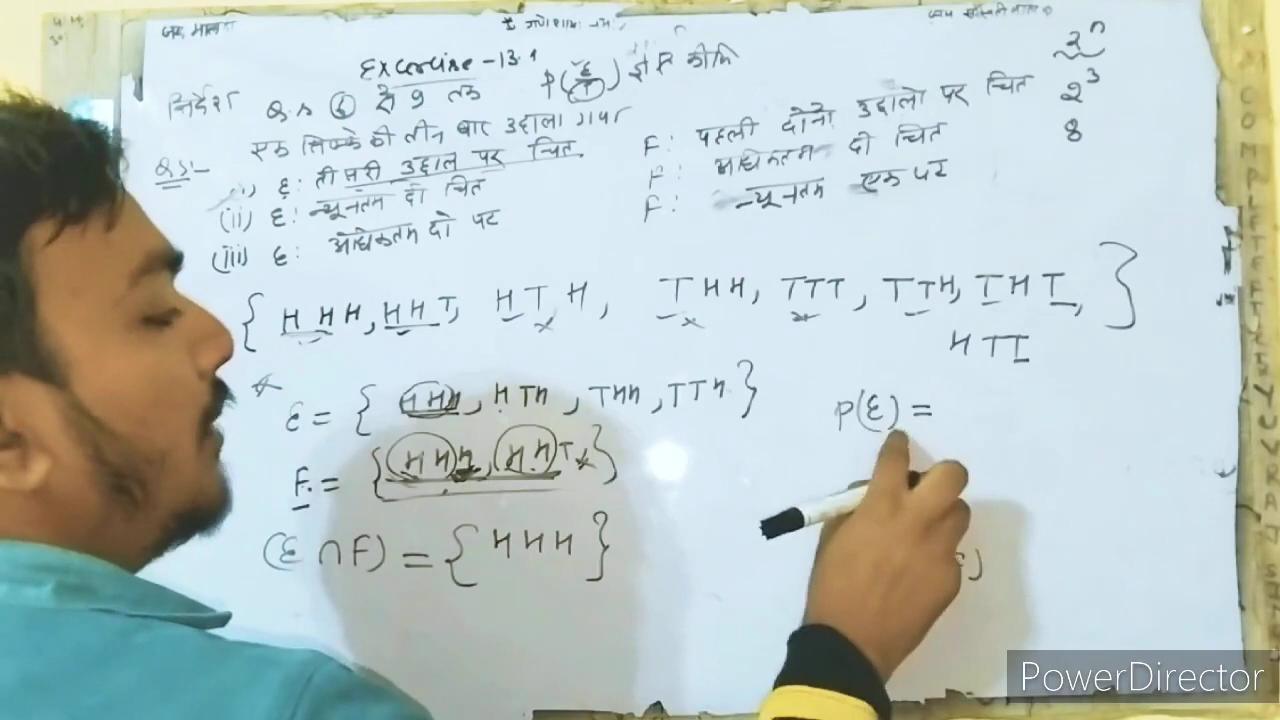 जय माता
Exercise - 13.1
2ⁿ
निर्देश Q.N ⑥ से 9 तक P(E/F) ज्ञात कीजि
2³
एक सिक्के को तीन बार उछाला गया
F: पहली दोनों उछालो पर चित
8
(i) E: तीसरी उछाल पर चित
F: अधिकतम दो चित
(ii) E: न्यूनतम दो चित
F: न्यूनतम एक पट
(iii) E: अधिकतम दो पट
{ HHH, HHT, HTH, THH, TTT, TTH, THT, }
HTT
E = { HHH, HTH, THH, TTH }
P(E) =
F = { HHH, HHT }
(E ∩ F) = { HHH }
PowerDirector